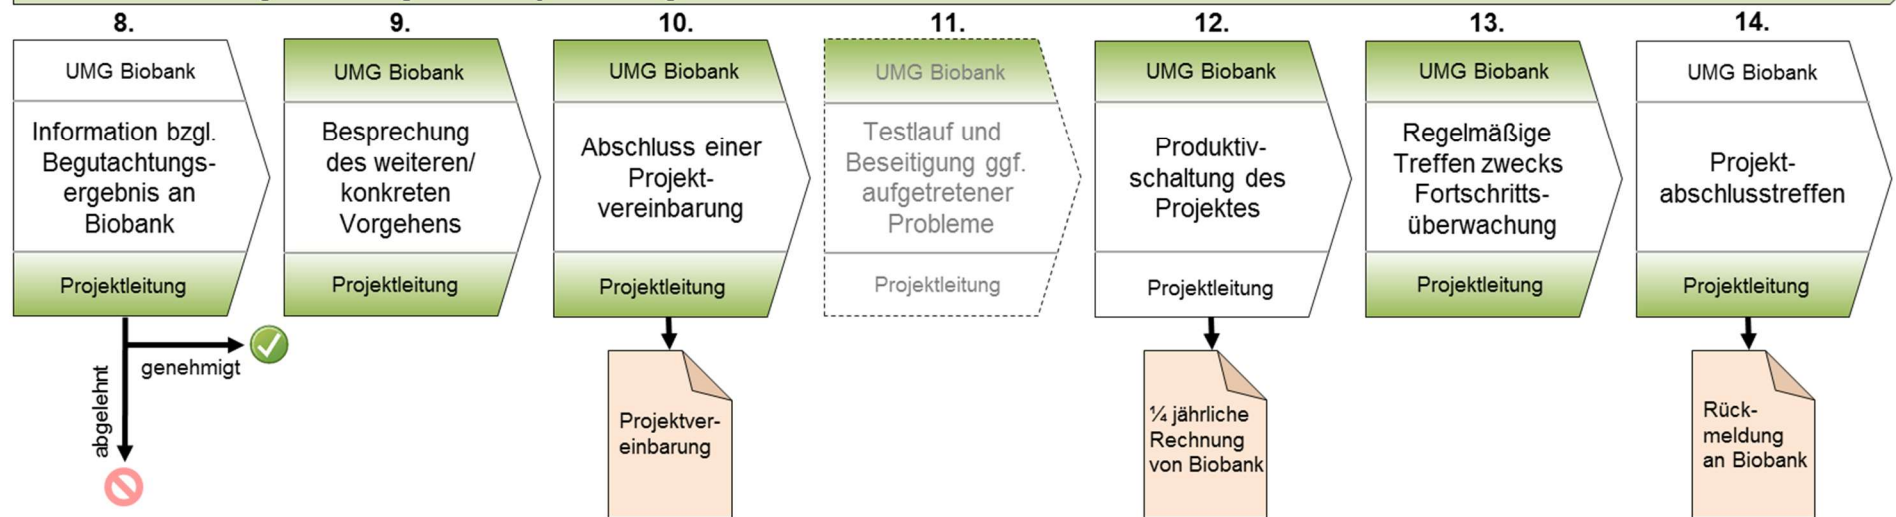 8.
UMG Biobank
Information bzgl.
Begutachtungs-
ergebnis an
Biobank
Projektleitung
genehmigt
abgelehnt
9.
UMG Biobank
Besprechung
des weiteren/
konkreten
Vorgehens
Projektleitung
10.
UMG Biobank
Abschluss einer
Projekt-
vereinbarung
Projektleitung
Projektver-
einbarung
11.
UMG Biobank
Testlauf und
Beseitigung ggf.
aufgetretener
Probleme
Projektleitung
12.
UMG Biobank
Produktiv-
schaltung des
Projektes
Projektleitung
¼ jährliche
Rechnung
von Biobank
13.
UMG Biobank
Regelmäßige
Treffen zwecks
Fortschritts-
überwachung
Projektleitung
14.
UMG Biobank
Projekt-
abschlusstreffen
Projektleitung
Rück-
meldung
an Biobank